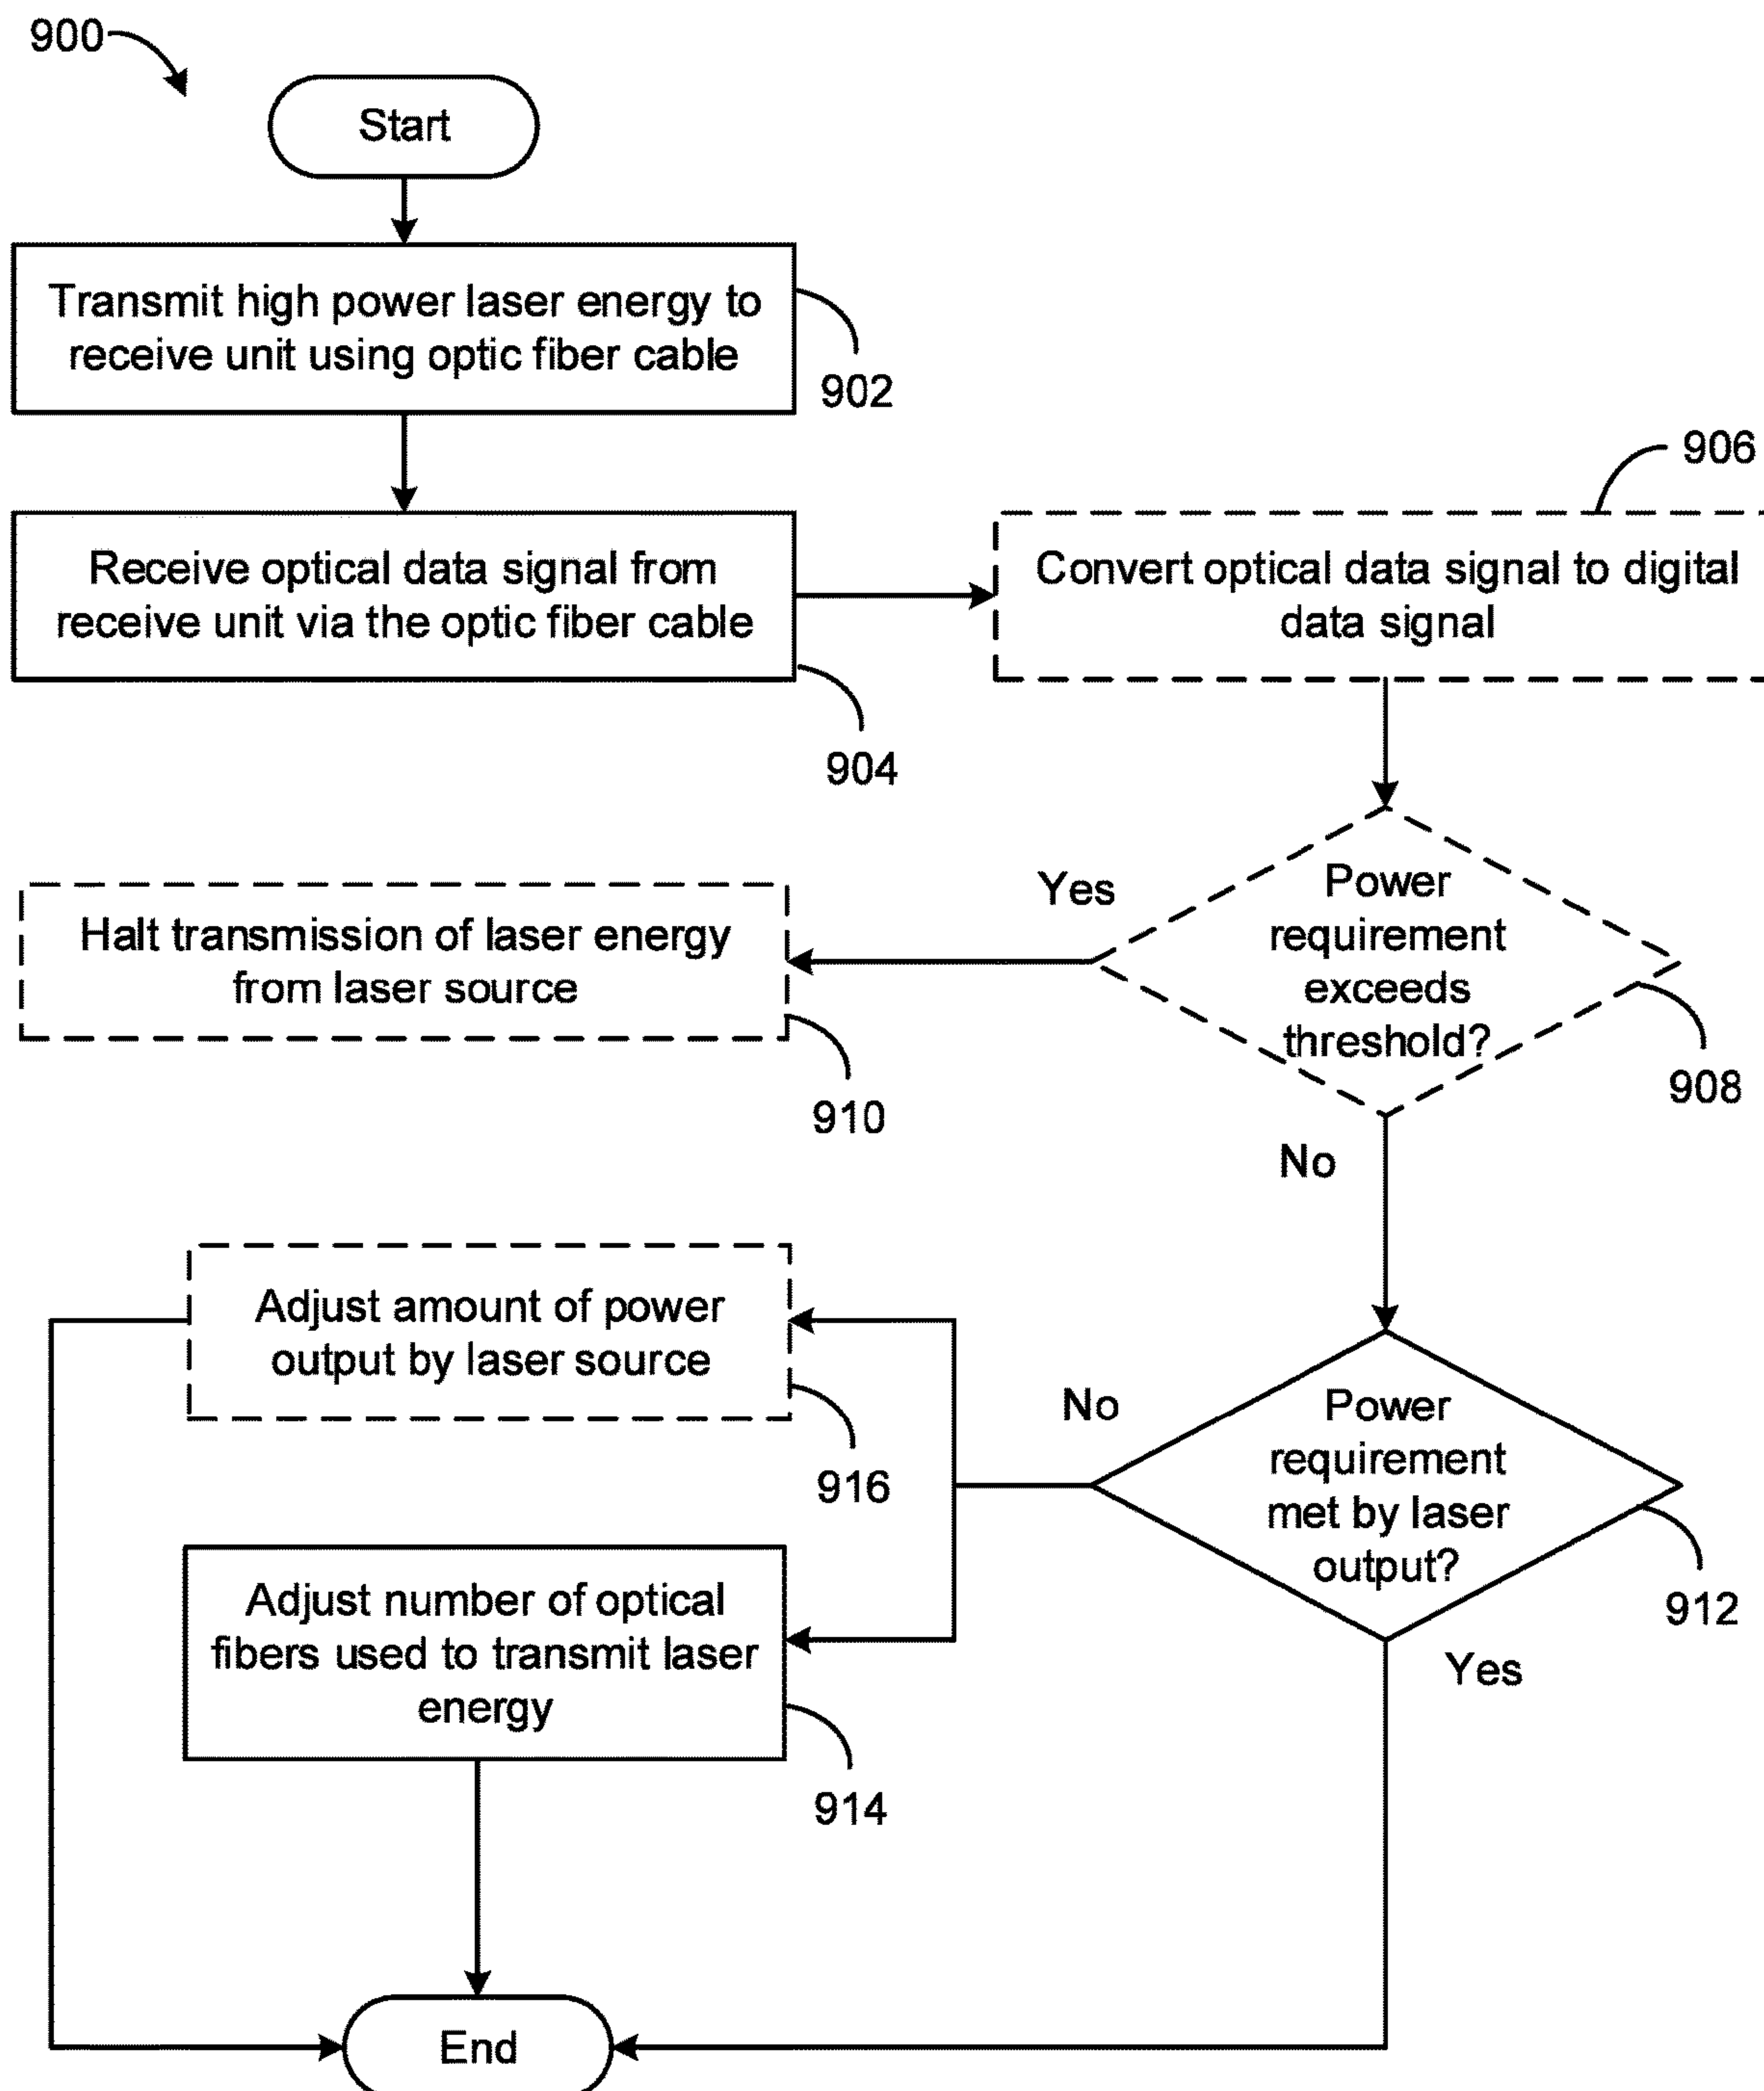 900
Start
Transmit high power laser energy to
receive unit using optic fiber cable
902
906
Receive optical data signal from
receive unit via the optic fiber cable
904
Convert optical data signal to digital
data signal
Yes
Power
requirement
exceeds
threshold?
908
Halt transmission of laser energy
from laser source
910
No
Adjust amount of power
output by laser source
916
No
Power
requirement
met by laser
output?
912
Yes
Adjust number of optical
fibers used to transmit laser
energy
914
End